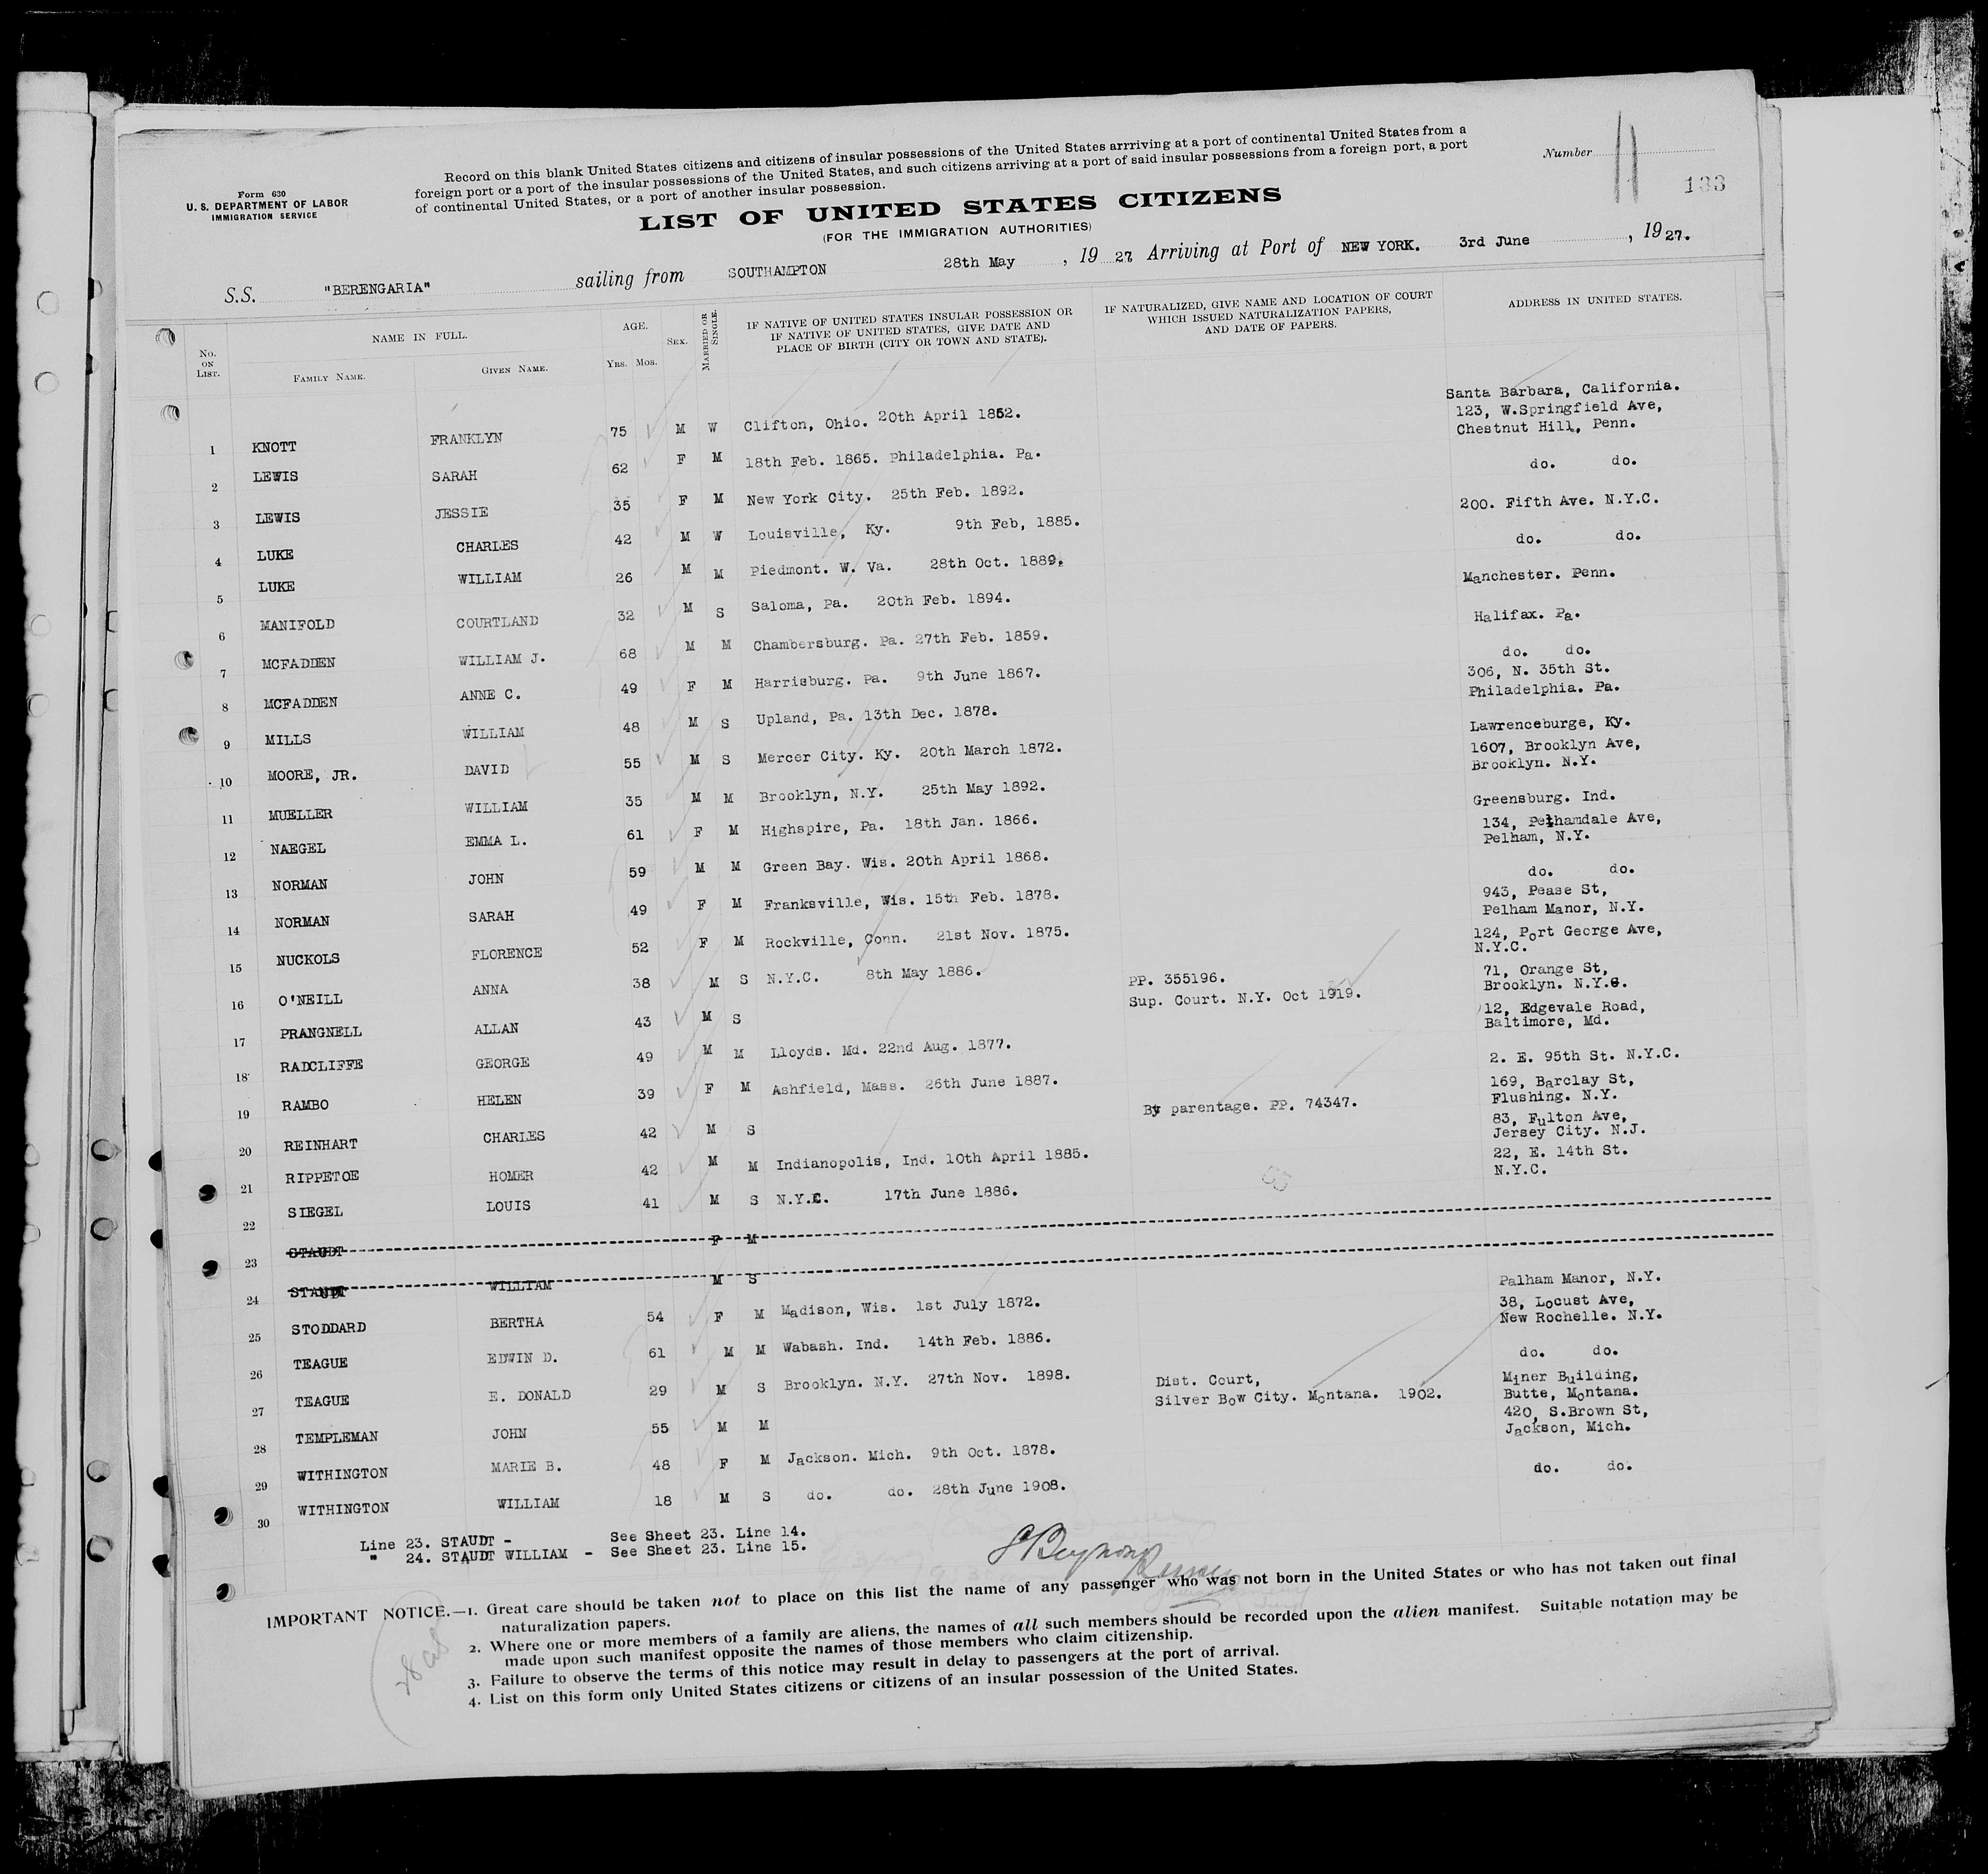 Form 630
U. S. DEPARTMENT OF LABOR
IMMIGRATION SERVICE
Record on this blank United States citizens and citizens of insular possessions of the United States arrriving at a port of continental United States from a
foreign port or a port of the insular possessions of the United States, and such citizens arriving at a port of said insular possessions from a foreign port, a port
of continental United States, or a port of another insular possession.
Number
133
LIST OF UNITED STATES CITIZENS
(FOR THE IMMIGRATION AUTHORITIES)
S.S. "BERENGARIA" sailing from SOUTHAMPTON 28th May , 19 27 Arriving at Port of NEW YORK. 3rd June , 19 27.
No. ON LIST.
NAME IN FULL.
FAMILY NAME.
GIVEN NAME.
AGE.
YRS. MOS.
SEX.
MARRIED OR SINGLE.
IF NATIVE OF UNITED STATES INSULAR POSSESSION OR
IF NATIVE OF UNITED STATES, GIVE DATE AND
PLACE OF BIRTH (CITY OR TOWN AND STATE).
IF NATURALIZED, GIVE NAME AND LOCATION OF COURT
WHICH ISSUED NATURALIZATION PAPERS,
AND DATE OF PAPERS.
ADDRESS IN UNITED STATES.
1 KNOTT FRANKLYN 75 M W Clifton, Ohio. 20th April 1852. Santa Barbara, California.
123, W.Springfield Ave,
Chestnut Hill, Penn.
2 LEWIS SARAH 62 F M 18th Feb. 1865. Philadelphia. Pa.
do. do.
3 LEWIS JESSIE 35 F M New York City. 25th Feb. 1892.
200. Fifth Ave. N.Y.C.
4 LUKE CHARLES 42 M W Louisville, Ky. 9th Feb, 1885.
do. do.
5 LUKE WILLIAM 26 M M Piedmont. W. Va. 28th Oct. 1889.
Manchester. Penn.
6 MANIFOLD COURTLAND 32 M S Saloma, Pa. 20th Feb. 1894.
Halifax. Pa.
7 MCFADDEN WILLIAM J. 68 M M Chambersburg. Pa. 27th Feb. 1859.
do. do.
8 MCFADDEN ANNE C. 49 F M Harrisburg. Pa. 9th June 1867.
306, N. 35th St.
Philadelphia. Pa.
9 MILLS WILLIAM 48 M S Upland, Pa. 13th Dec. 1878.
Lawrenceburge, Ky.
10 MOORE, JR. DAVID 55 M S Mercer City. Ky. 20th March 1872.
1607, Brooklyn Ave,
Brooklyn. N.Y.
11 MUELLER WILLIAM 35 M M Brooklyn, N.Y. 25th May 1892.
Greensburg. Ind.
12 NAEGEL EMMA L. 61 F M Highspire, Pa. 18th Jan. 1866.
134, Pelhamdale Ave,
Pelham, N.Y.
13 NORMAN JOHN 59 M M Green Bay. Wis. 20th April 1868.
do. do.
14 NORMAN SARAH 49 F M Franksville, Wis. 15th Feb. 1878.
943, Pease St,
Pelham Manor, N.Y.
15 NUCKOLS FLORENCE 52 F M Rockville, Conn. 21st Nov. 1875.
124, Port George Ave,
N.Y.C.
16 O'NEILL ANNA 38 M S N.Y.C. 8th May 1886.
PP. 355196.
Sup. Court. N.Y. Oct 1919.
71, Orange St,
Brooklyn. N.Y.
17 PRANGNELL ALLAN 43 M S
12, Edgevale Road,
Baltimore, Md.
18 RADCLIFFE GEORGE 49 M M Lloyds. Md. 22nd Aug. 1877.
2. E. 95th St. N.Y.C.
19 RAMBO HELEN 39 F M Ashfield, Mass. 26th June 1887.
By parentage. PP. 74347.
169, Barclay St,
Flushing. N.Y.
20 REINHART CHARLES 42 M S
83, Fulton Ave,
Jersey City. N.J.
21 RIPPETOE HOMER 42 M M Indianopolis, Ind. 10th April 1885.
22, E. 14th St.
N.Y.C.
22 SIEGEL LOUIS 41 M S N.Y.C. 17th June 1886.
23 STAUDT F M
24 STAUDT WILLIAM M S
Palham Manor, N.Y.
25 STODDARD BERTHA 54 F M Madison, Wis. 1st July 1872.
38, Locust Ave,
New Rochelle. N.Y.
26 TEAGUE EDWIN D. 61 M M Wabash. Ind. 14th Feb. 1886.
do. do.
27 TEAGUE E. DONALD 29 M S Brooklyn. N.Y. 27th Nov. 1898.
Dist. Court,
Silver Bow City. Montana. 1902.
Miner Building,
Butte, Montana.
28 TEMPLEMAN JOHN 55 M M
420, S.Brown St,
Jackson, Mich.
29 WITHINGTON MARIE B. 48 F M Jackson. Mich. 9th Oct. 1878.
do. do.
30 WITHINGTON WILLIAM 18 M S do. do. 28th June 1908.
Line 23. STAUDT - See Sheet 23. Line 14.
" 24. STAUDT WILLIAM - See Sheet 23. Line 15.
IMPORTANT NOTICE.—1. Great care should be taken not to place on this list the name of any passenger who was not born in the United States or who has not taken out final
naturalization papers.
2. Where one or more members of a family are aliens, the names of all such members should be recorded upon the alien manifest. Suitable notation may be
made upon such manifest opposite the names of those members who claim citizenship.
3. Failure to observe the terms of this notice may result in delay to passengers at the port of arrival.
4. List on this form only United States citizens or citizens of an insular possession of the United States.